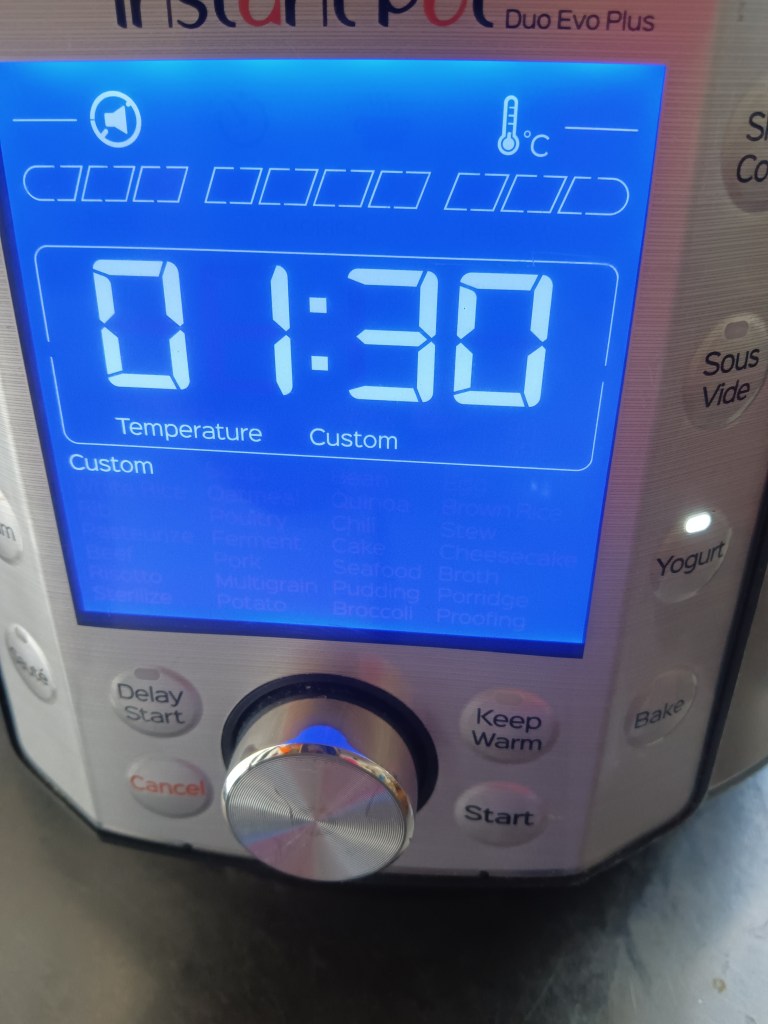 Instant Pot Duo Evo Plus
°C
01:30
Temperature Custom
Custom
Quinoa Brown Rice
Poultry Chili Stew
Ferment. Cake Cheesecake
Beef Pork Seafood Broth
Risotto Multigrain Pudding Porridge
Sterilize Potato Broccoli Proofing
Sous
Vide
Yogurt
Bake
Delay
Start
Keep
Warm
Cancel
Start